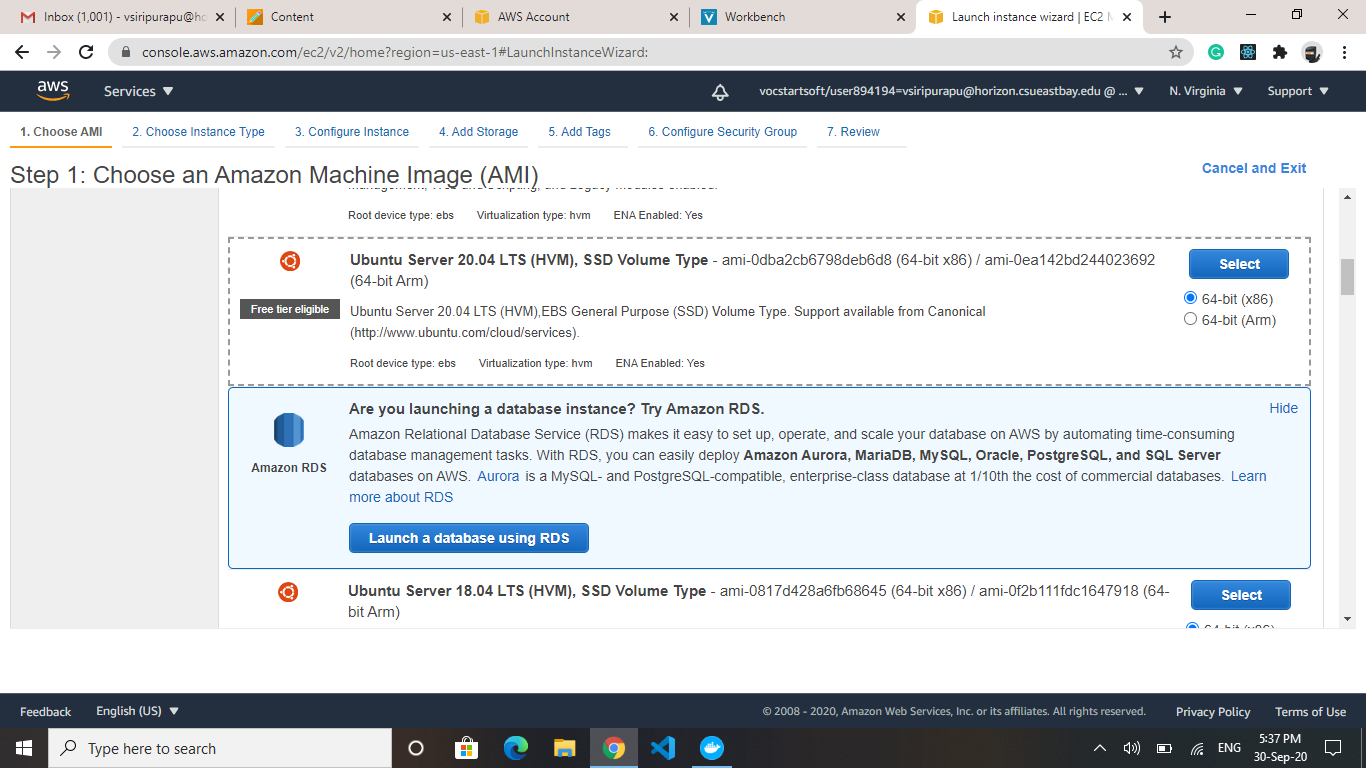 Inbox (1,001) - vsiripurapu@ho
Content
AWS Account
Workbench
Launch instance wizard | EC2 M
console.aws.amazon.com/ec2/v2/home?region=us-east-1#LaunchInstanceWizard:
aws
Services
vocstartsoft/user894194=vsiripurapu@horizon.csueastbay.edu @ ...
N. Virginia
Support
1. Choose AMI
2. Choose Instance Type
3. Configure Instance
4. Add Storage
5. Add Tags
6. Configure Security Group
7. Review
Step 1: Choose an Amazon Machine Image (AMI)
Cancel and Exit
Root device type: ebs Virtualization type: hvm ENA Enabled: Yes
Ubuntu Server 20.04 LTS (HVM), SSD Volume Type - ami-0dba2cb6798deb6d8 (64-bit x86) / ami-0ea142bd244023692
(64-bit Arm)
Select
64-bit (x86)
64-bit (Arm)
Free tier eligible
Ubuntu Server 20.04 LTS (HVM),EBS General Purpose (SSD) Volume Type. Support available from Canonical
(http://www.ubuntu.com/cloud/services).
Root device type: ebs Virtualization type: hvm ENA Enabled: Yes
Amazon RDS
Are you launching a database instance? Try Amazon RDS.
Hide
Amazon Relational Database Service (RDS) makes it easy to set up, operate, and scale your database on AWS by automating time-consuming
database management tasks. With RDS, you can easily deploy Amazon Aurora, MariaDB, MySQL, Oracle, PostgreSQL, and SQL Server
databases on AWS. Aurora is a MySQL- and PostgreSQL-compatible, enterprise-class database at 1/10th the cost of commercial databases. Learn
more about RDS
Launch a database using RDS
Ubuntu Server 18.04 LTS (HVM), SSD Volume Type - ami-0817d428a6fb68645 (64-bit x86) / ami-0f2b111fdc1647918 (64-
bit Arm)
Select
Feedback
English (US)
© 2008 - 2020, Amazon Web Services, Inc. or its affiliates. All rights reserved.
Privacy Policy
Terms of Use
Type here to search
ENG
5:37 PM
30-Sep-20